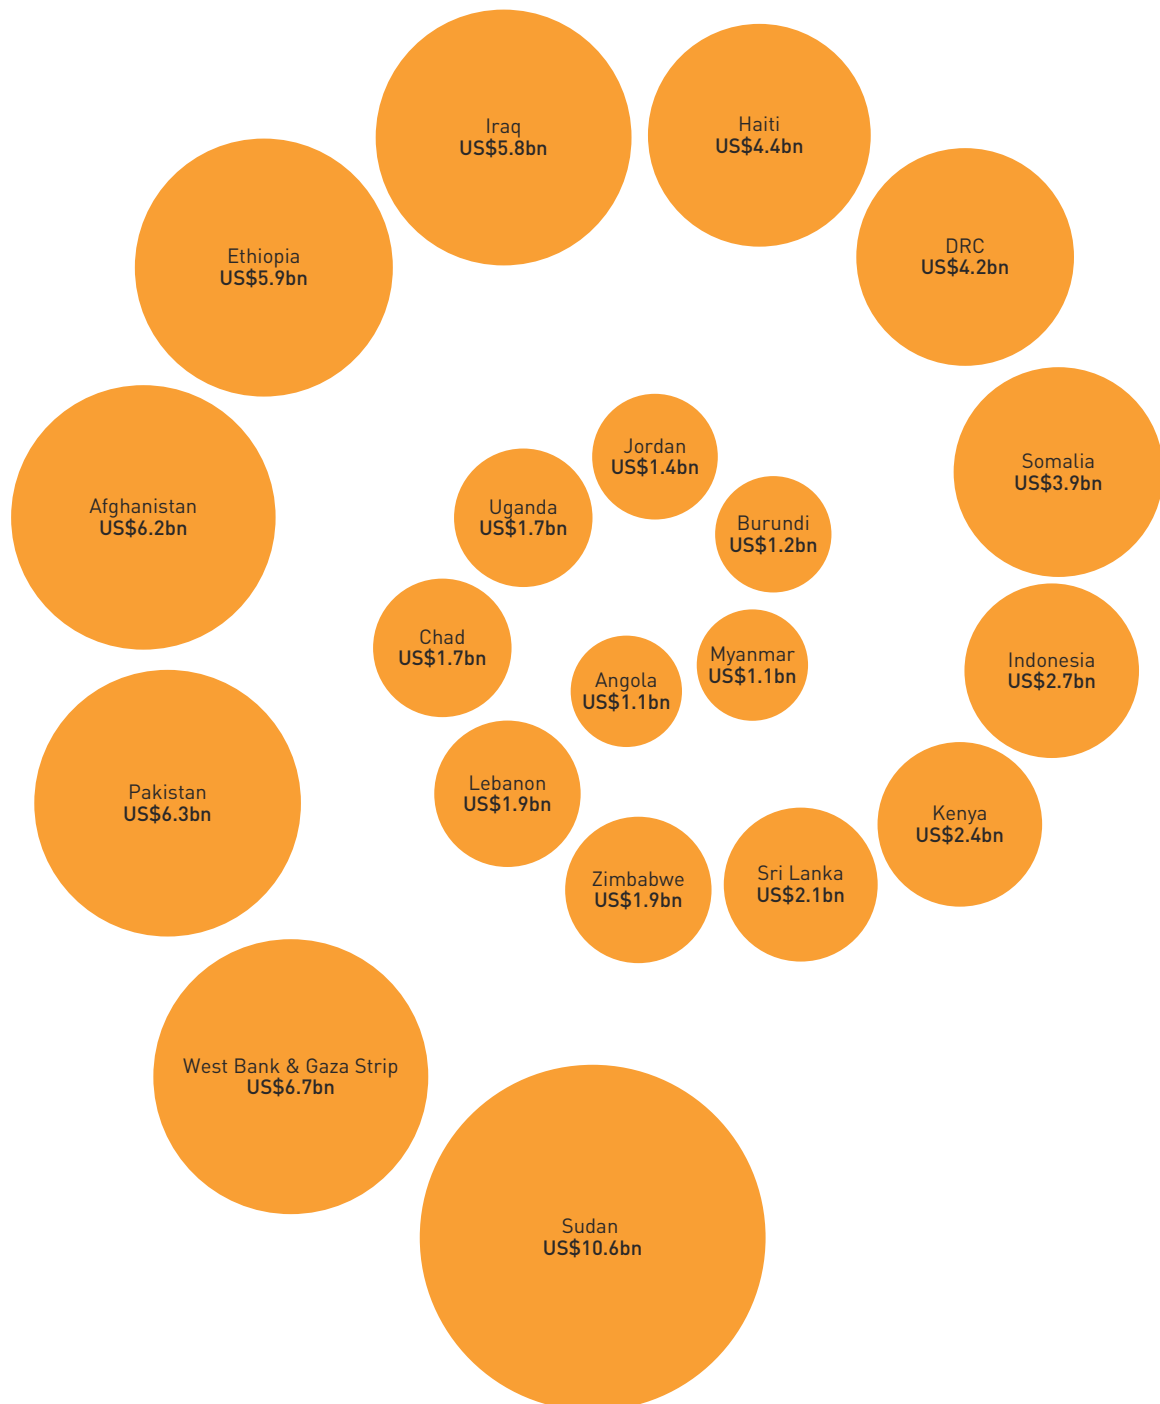 Iraq
US$5.8bn
Haiti
US$4.4bn
Ethiopia
US$5.9bn
DRC
US$4.2bn
Jordan
US$1.4bn
Somalia
US$3.9bn
Afghanistan
US$6.2bn
Uganda
US$1.7bn
Burundi
US$1.2bn
Chad
US$1.7bn
Myanmar
US$1.1bn
Indonesia
US$2.7bn
Angola
US$1.1bn
Pakistan
US$6.3bn
Lebanon
US$1.9bn
Kenya
US$2.4bn
Zimbabwe
US$1.9bn
Sri Lanka
US$2.1bn
West Bank & Gaza Strip
US$6.7bn
Sudan
US$10.6bn